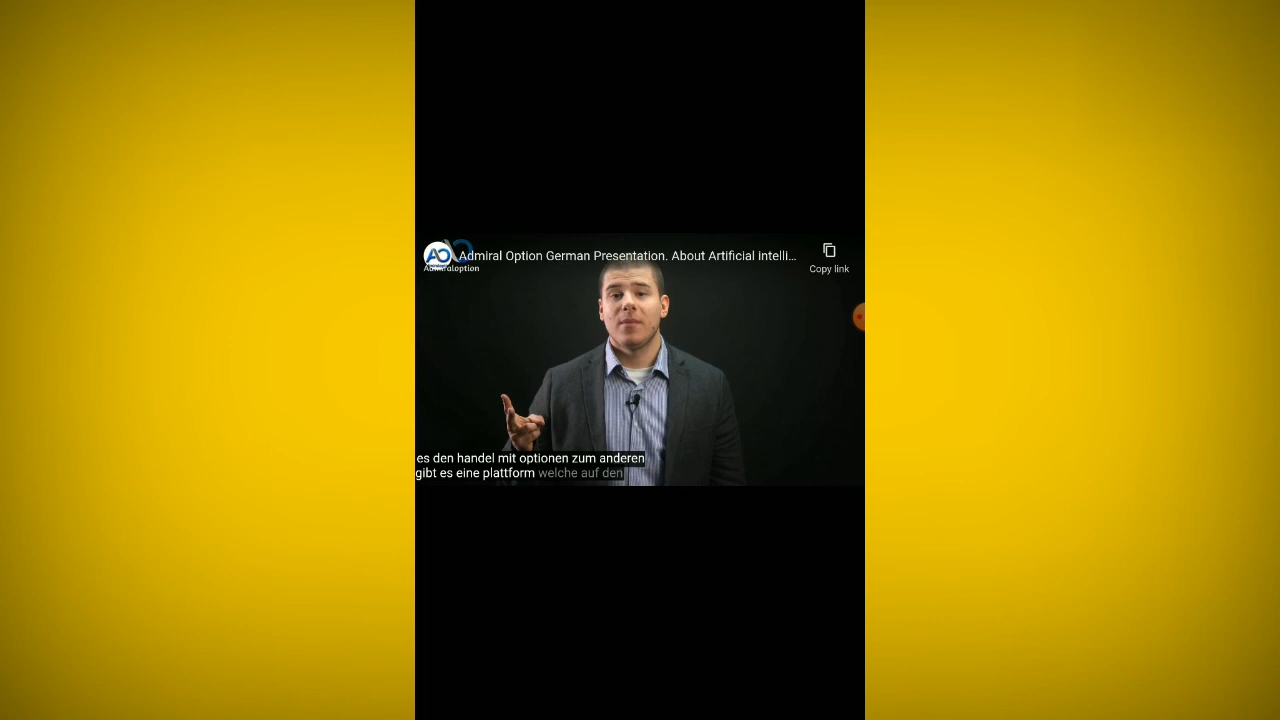 Admiral Option German Presentation. About Artificial intelli...
Copy link
Admiraloption
es den handel mit optionen zum anderen
gibt es eine plattform welche auf den